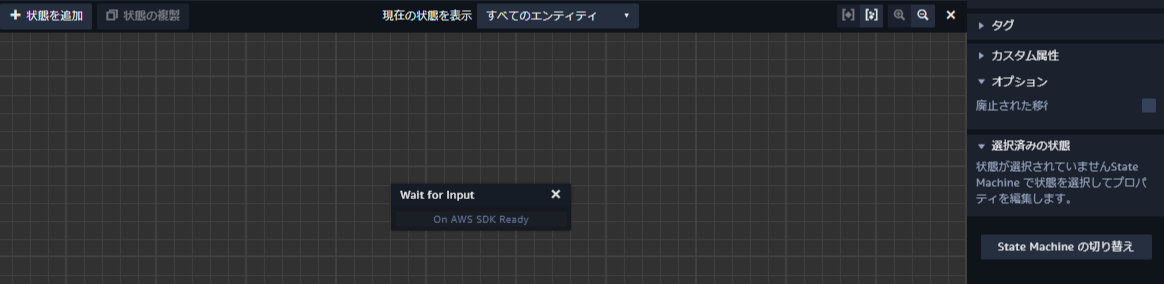 状態を追加
状態の複製
現在の状態を表示
すべてのエンティティ
タグ
カスタム属性
オプション
廃止された移
Wait for Input
On AWS SDK Ready
選択済みの状態
状態が選択されていませんState
Machine で状態を選択してプロパ
ティを編集します。
State Machine の切り替え